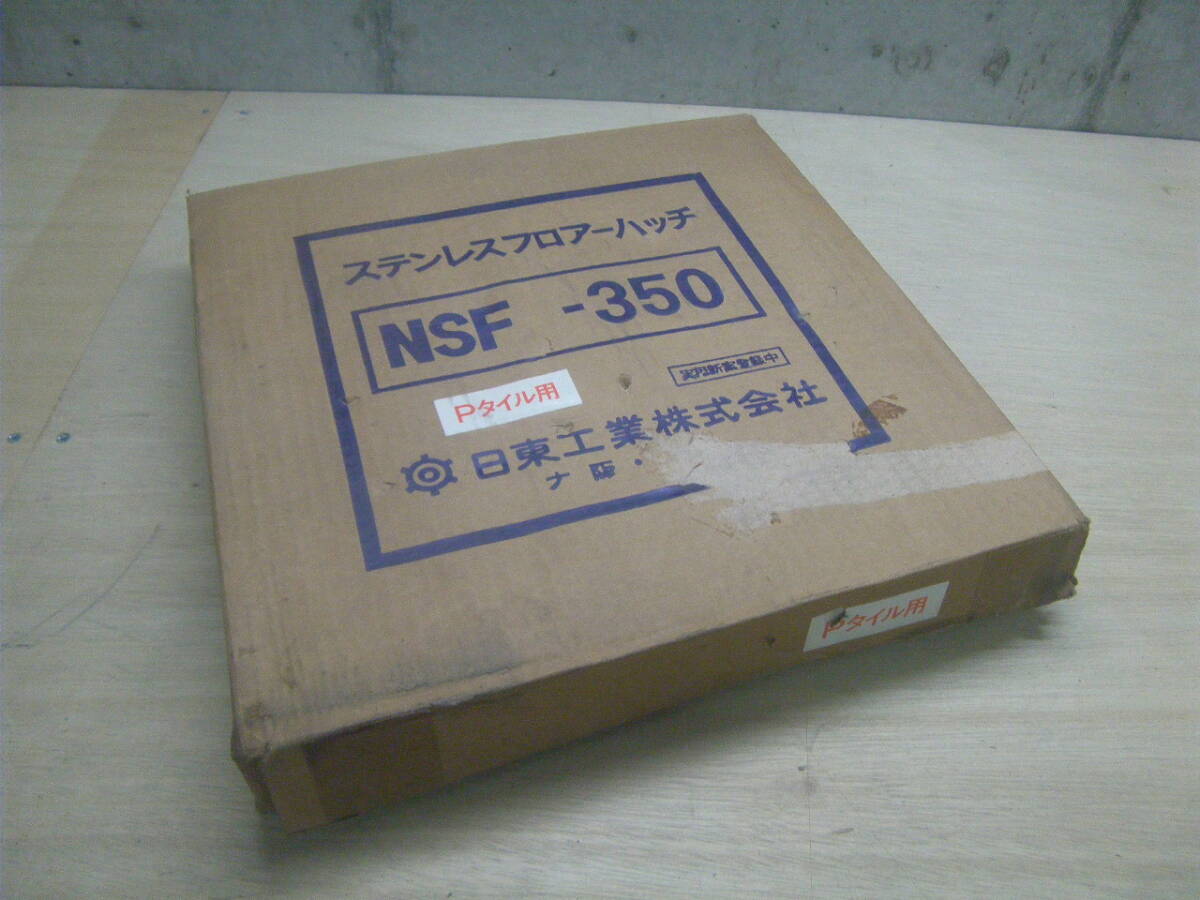 ステンレスフロアーハッチ
NSF -350
実用新案登録中
Pタイル用
日東工業株式会社
阪・
Pタイル用